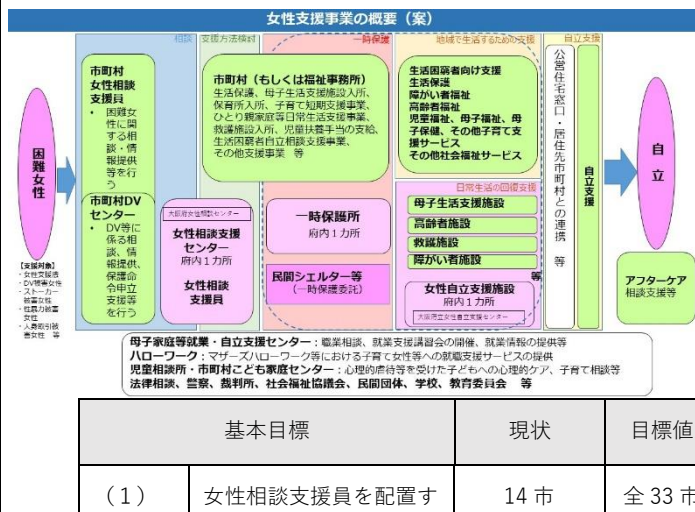 女性支援事業の概要（案）
相談
支援方法検討
一時保護
地域で生活するための支援
自立支援
困難女性
【支援対象】
・DV被害女性
・ストーカー
被害女性
・性暴力被害
女性
・人身取引被
害女性 等
市町村
女性相談
支援員
• 困難女
性に関
する相
談・情
報提供
等を行
う
市町村DV
センター
• DV等に
係る相
談、情
報提供、
保護命
令申立
支援等
を行う
市町村（もしくは福祉事務所）
生活保護、母子生活支援施設入所、
保育所入所、子育て短期支援事業、
ひとり親家庭等日常生活支援事業、
救護施設入所、児童扶養手当の支給、
生活困窮者自立相談支援事業、
その他支援事業 等
大阪府女性相談センター
女性相談支援
センター
府内１カ所
女性相談
支援員
一時保護所
府内１カ所
民間シェルター等
（一時保護委託）
生活困窮者向け支援
生活保護
障がい者福祉
高齢者福祉
児童福祉、母子福祉、母
子保健、その他子育て支
援サービス
その他社会福祉サービス
日常生活の回復支援
母子生活支援施設
高齢者施設
救護施設
障がい者施設
等
女性自立支援施設
府内１カ所
大阪府立女性自立支援センター
公営住宅窓口・居住先市町村との連携 等
自立支援
自立
アフターケア
相談支援等
母子家庭等就業・自立支援センター：職業相談、就業支援講習会の開催、就業情報の提供等
ハローワーク：マザーズハローワーク等における子育て女性等への就職支援サービスの提供
児童相談所・市町村こども家庭センター：心理的虐待等を受けた子どもへの心理的ケア、子育て相談等
法律相談、警察、裁判所、社会福祉協議会、民間団体、学校、教育委員会 等
基本目標 現状 目標値
（１） 女性相談支援員を配置す 14 市 全 33 市